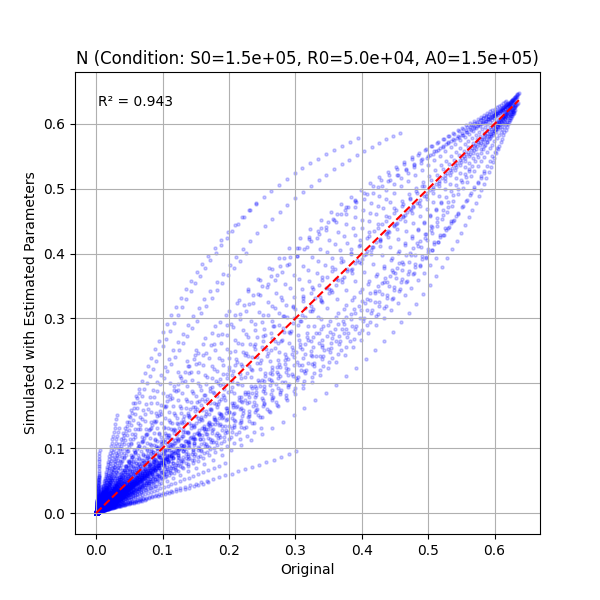 N (Condition: S0=1.5e+05, R0=5.0e+04, A0=1.5e+05)
R² = 0.943
0.6
0.5
0.4
0.3
0.2
0.1
0.0
Simulated with Estimated Parameters
0.0 0.1 0.2 0.3 0.4 0.5 0.6
Original